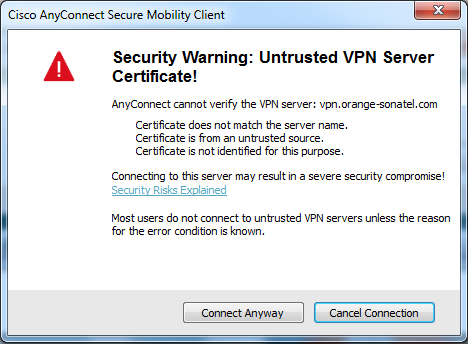 Cisco AnyConnect Secure Mobility Client
Security Warning: Untrusted VPN Server
Certificate!
AnyConnect cannot verify the VPN server: vpn.orange-sonatel.com
Certificate does not match the server name.
Certificate is from an untrusted source.
Certificate is not identified for this purpose.
Connecting to this server may result in a severe security compromise!
Security Risks Explained
Most users do not connect to untrusted VPN servers unless the reason
for the error condition is known.
Connect Anyway
Cancel Connection